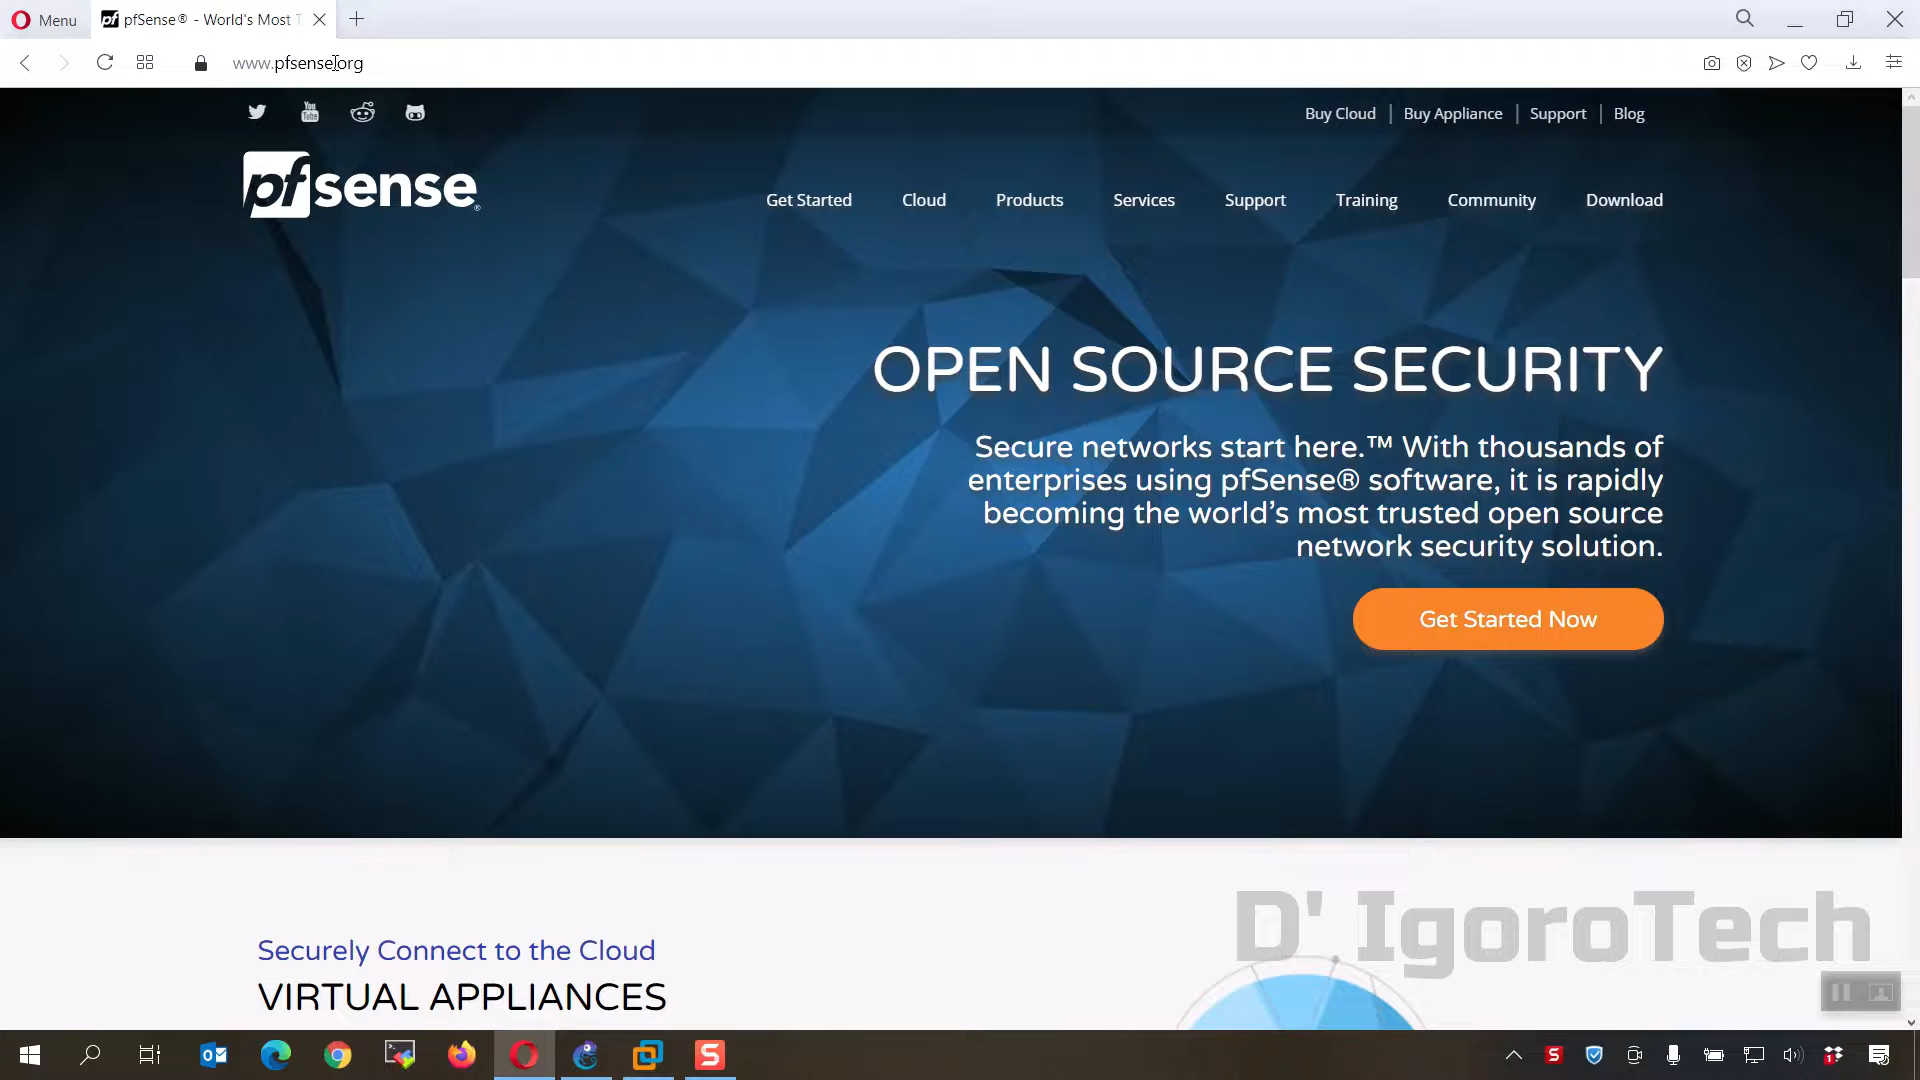 Menu
pfSense® - World's Most T
www.pfsense.org
You
Tube
Buy Cloud
Buy Appliance
Support
Blog
pfsense®
Get Started
Cloud
Products
Services
Support
Training
Community
Download
OPEN SOURCE SECURITY
Secure networks start here.™ With thousands of
enterprises using pfSense® software, it is rapidly
becoming the world’s most trusted open source
network security solution.
Get Started Now
Securely Connect to the Cloud
VIRTUAL APPLIANCES
D' IgoroTech